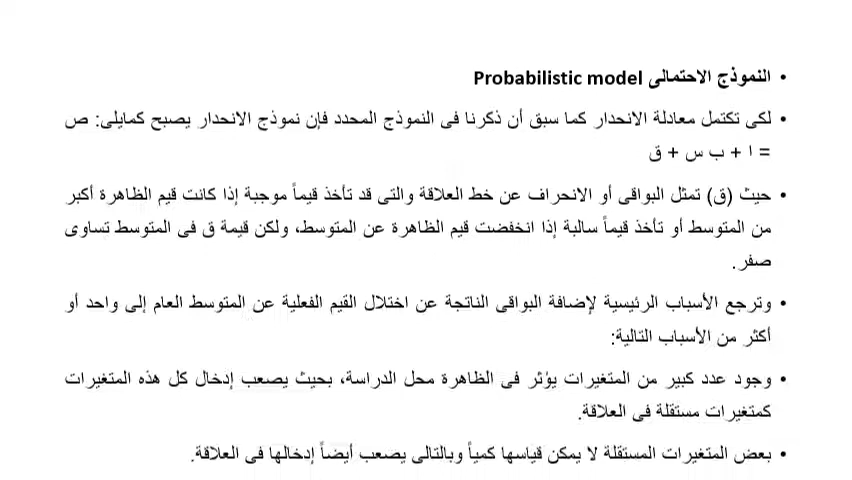 • النموذج الاحتمالى Probabilistic model
• لكى تكتمل معادلة الانحدار كما سبق أن ذكرنا فى النموذج المحدد فإن نموذج الانحدار يصبح كمايلى: ص
= ا + ب س + ق
• حيث (ق) تمثل البواقى أو الانحراف عن خط العلاقة والتى قد تأخذ قيماً موجبة إذا كانت قيم الظاهرة أكبر
من المتوسط أو تأخذ قيماً سالبة إذا انخفضت قيم الظاهرة عن المتوسط، ولكن قيمة ق فى المتوسط تساوى
صفر.
• وترجع الأسباب الرئيسية لإضافة البواقى الناتجة عن اختلال القيم الفعلية عن المتوسط العام إلى واحد أو
أكثر من الأسباب التالية:
• وجود عدد كبير من المتغيرات يؤثر فى الظاهرة محل الدراسة، بحيث يصعب إدخال كل هذه المتغيرات
كمتغيرات مستقلة فى العلاقة.
• بعض المتغيرات المستقلة لا يمكن قياسها كمياً وبالتالى يصعب أيضاً إدخالها فى العلاقة.